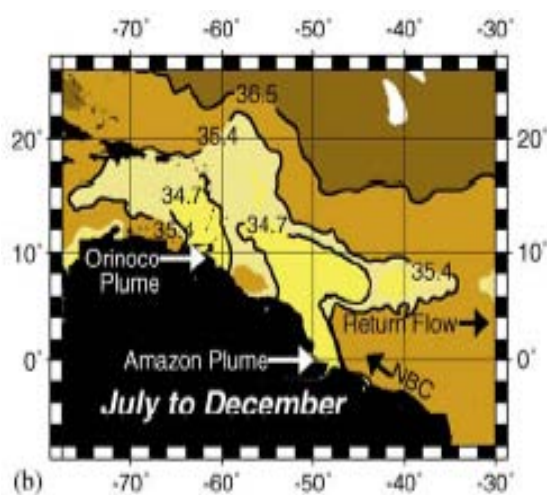 -70˚ -60˚ -50˚ -40˚ -30˚
36.5
20˚ 35.4 20˚
34.7
34.7
35.4
10˚ 35.4 10˚
Orinoco
Plume
Return Flow
0˚ Amazon Plume 0˚
NBC
July to December
(b) -70˚ -60˚ -50˚ -40˚ -30˚